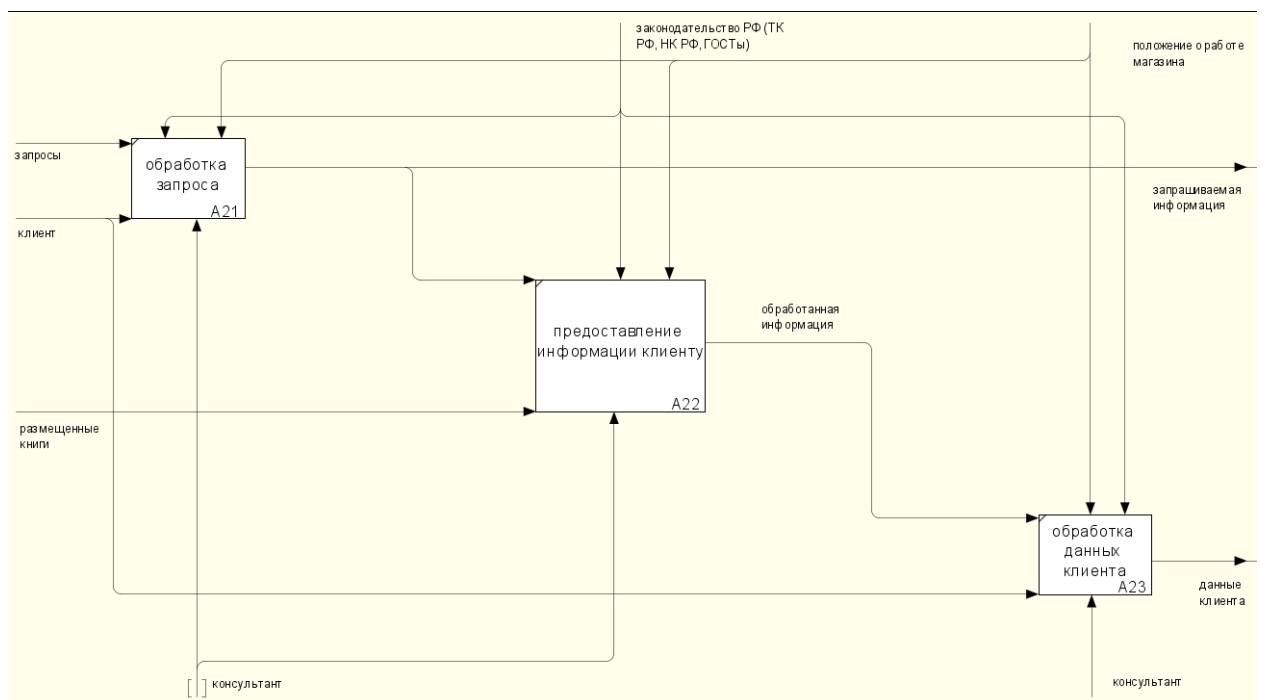 законодательство РФ (ТК
РФ, НК РФ, ГОСТы)
положение о работе
магазина
запросы
обработка
запроса
A21
клиент
запрашиваемая
информация
предоставление
информации клиенту
A22
обработанная
информация
размещенные
книги
обработка
данных
клиента
A23
данные
клиента
[ ] консультант
консультант